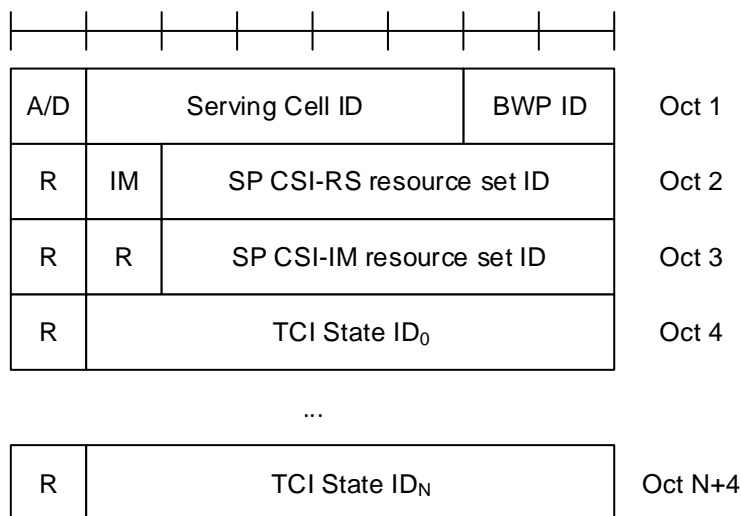 A/D Serving Cell ID BWP ID Oct 1
R IM SP CSI-RS resource set ID Oct 2
R R SP CSI-IM resource set ID Oct 3
R TCI State ID₀ Oct 4
...
R TCI State IDₙ Oct N+4